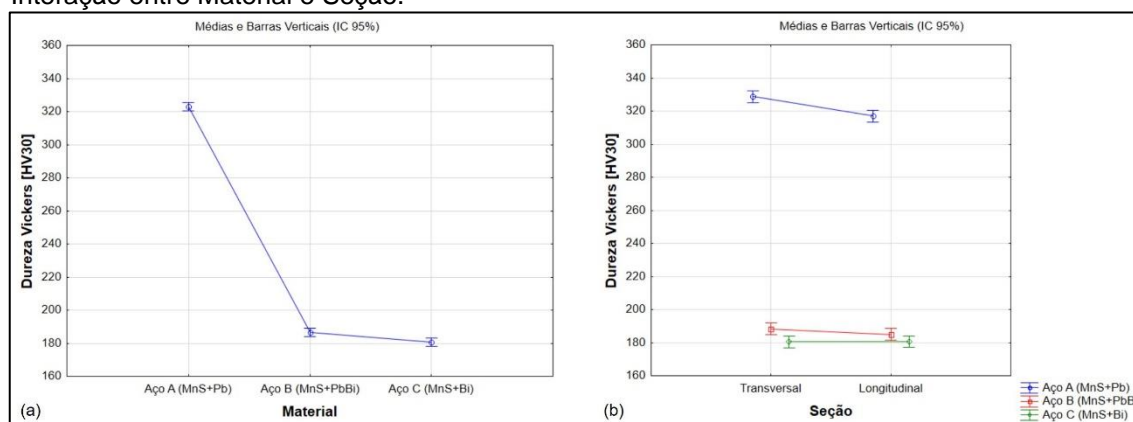 Interação entre Material e Seção.
Médias e Barras Verticais (IC 95%)
360
340
320
300
280
260
240
220
200
180
160
Dureza Vickers [HV30]
Aço A (MnS+Pb)
Aço B (MnS+PbBi)
Aço C (MnS+Bi)
(a)
Material
Médias e Barras Verticais (IC 95%)
360
340
320
300
280
260
240
220
200
180
160
Dureza Vickers [HV30]
Transversal
Longitudinal
(b)
Seção
Aço A (MnS+Pb)
Aço B (MnS+PbB
Aço C (MnS+Bi)